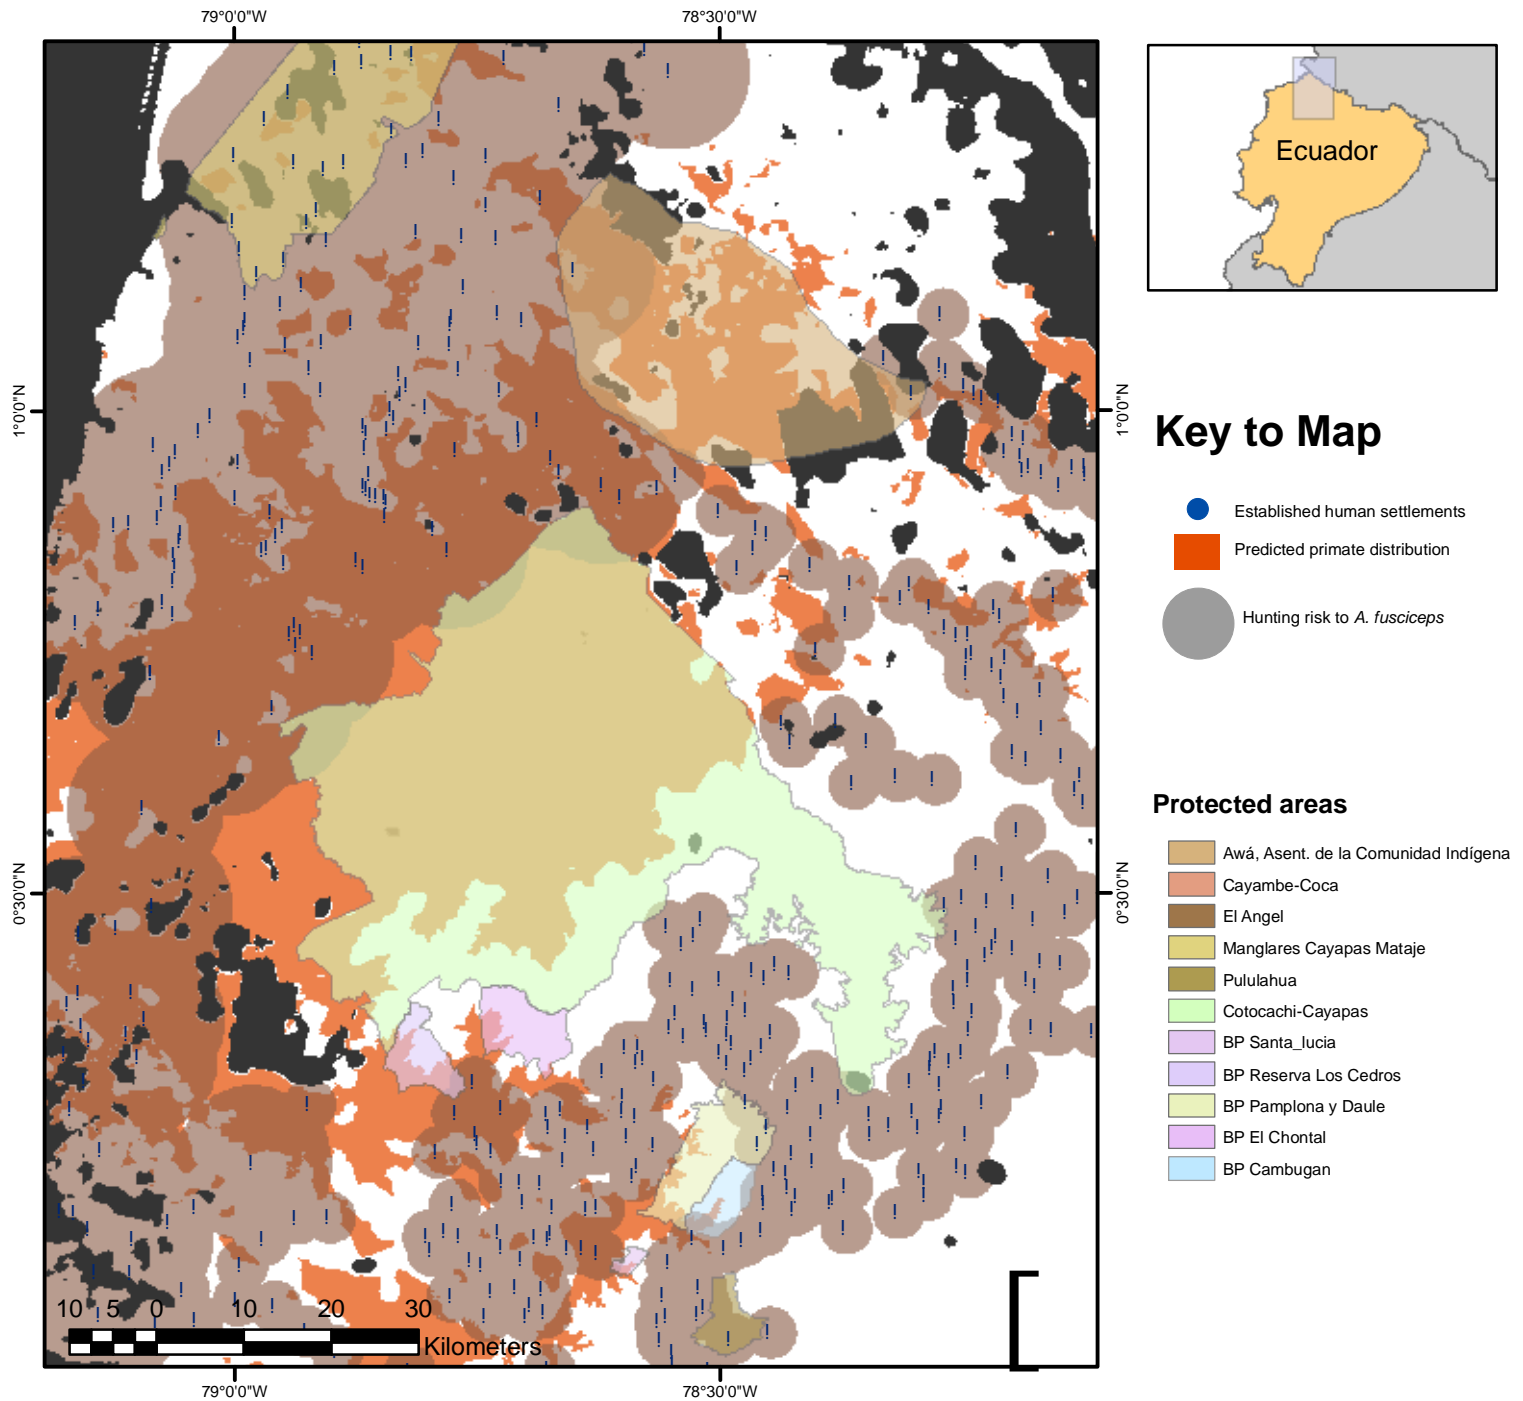 79°0'0"W
78°30'0"W
Ecuador
1°0'0"N
1°0'0"N
Key to Map
Established human settlements
Predicted primate distribution
Hunting risk to A. fusciceps
Protected areas
Awá, Asent. de la Comunidad Indígena
Cayambe-Coca
El Angel
Manglares Cayapas Mataje
Pululahua
Cotocachi-Cayapas
BP Santa_lucia
BP Reserva Los Cedros
BP Pamplona y Daule
BP El Chontal
BP Cambugan
0°30'0"N
0°30'0"N
10 5 0 10 20 30
Kilometers
79°0'0"W
78°30'0"W